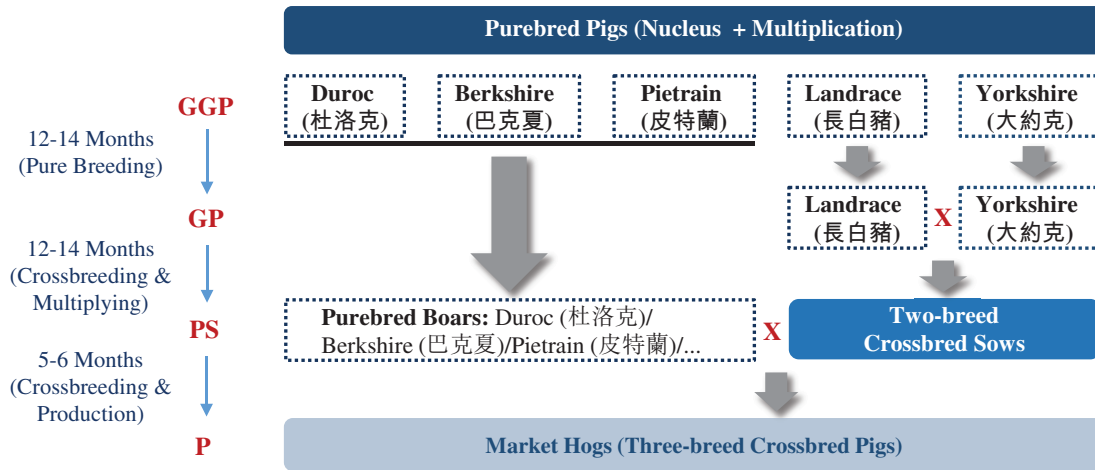 Purebred Pigs (Nucleus + Multiplication)
GGP
Duroc
(杜洛克)
Berkshire
(巴克夏)
Pietrain
(皮特蘭)
Landrace
(長白豬)
Yorkshire
(大約克)
12-14 Months
(Pure Breeding)
GP
Landrace
(長白豬)
X
Yorkshire
(大約克)
12-14 Months
(Crossbreeding &
Multiplying)
PS
Purebred Boars: Duroc (杜洛克)/
Berkshire (巴克夏)/Pietrain (皮特蘭)/...
X
Two-breed
Crossbred Sows
5-6 Months
(Crossbreeding &
Production)
P
Market Hogs (Three-breed Crossbred Pigs)